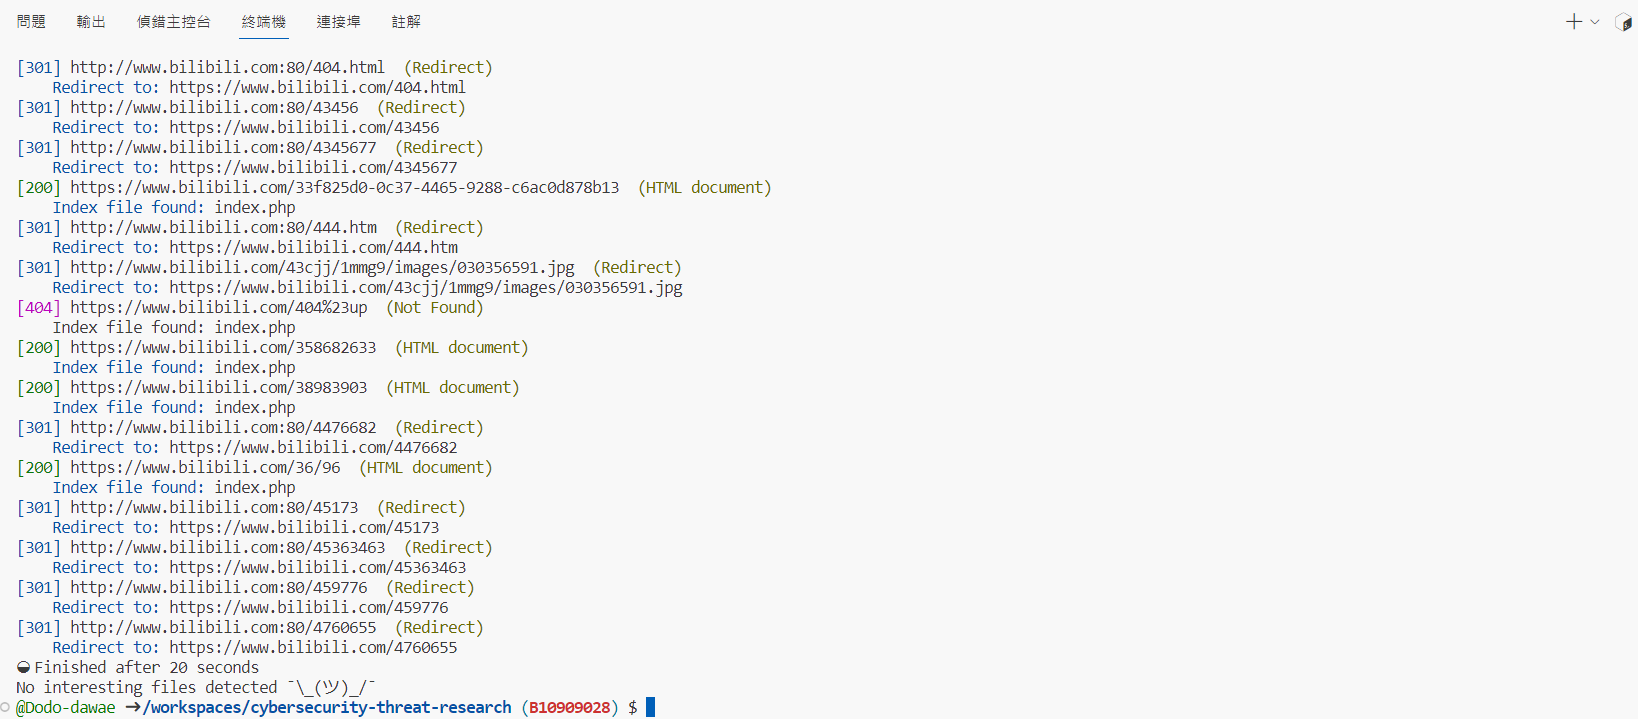 問題 輸出 偵錯主控台 終端機 連接埠 註解
[301] http://www.bilibili.com:80/404.html (Redirect)
Redirect to: https://www.bilibili.com/404.html
[301] http://www.bilibili.com:80/43456 (Redirect)
Redirect to: https://www.bilibili.com/43456
[301] http://www.bilibili.com:80/4345677 (Redirect)
Redirect to: https://www.bilibili.com/4345677
[200] https://www.bilibili.com/33f825d0-0c37-4465-9288-c6ac0d878b13 (HTML document)
Index file found: index.php
[301] http://www.bilibili.com:80/444.htm (Redirect)
Redirect to: https://www.bilibili.com/444.htm
[301] http://www.bilibili.com/43cjj/1mmg9/images/030356591.jpg (Redirect)
Redirect to: https://www.bilibili.com/43cjj/1mmg9/images/030356591.jpg
[404] https://www.bilibili.com/404%23up (Not Found)
Index file found: index.php
[200] https://www.bilibili.com/358682633 (HTML document)
Index file found: index.php
[200] https://www.bilibili.com/38983903 (HTML document)
Index file found: index.php
[301] http://www.bilibili.com:80/4476682 (Redirect)
Redirect to: https://www.bilibili.com/4476682
[200] https://www.bilibili.com/36/96 (HTML document)
Index file found: index.php
[301] http://www.bilibili.com:80/45173 (Redirect)
Redirect to: https://www.bilibili.com/45173
[301] http://www.bilibili.com:80/45363463 (Redirect)
Redirect to: https://www.bilibili.com/45363463
[301] http://www.bilibili.com:80/459776 (Redirect)
Redirect to: https://www.bilibili.com/459776
[301] http://www.bilibili.com:80/4760655 (Redirect)
Redirect to: https://www.bilibili.com/4760655
◒ Finished after 20 seconds
No interesting files detected ¯\_(ツ)_/¯
@Dodo-dawae ➜ /workspaces/cybersecurity-threat-research (B10909028) $